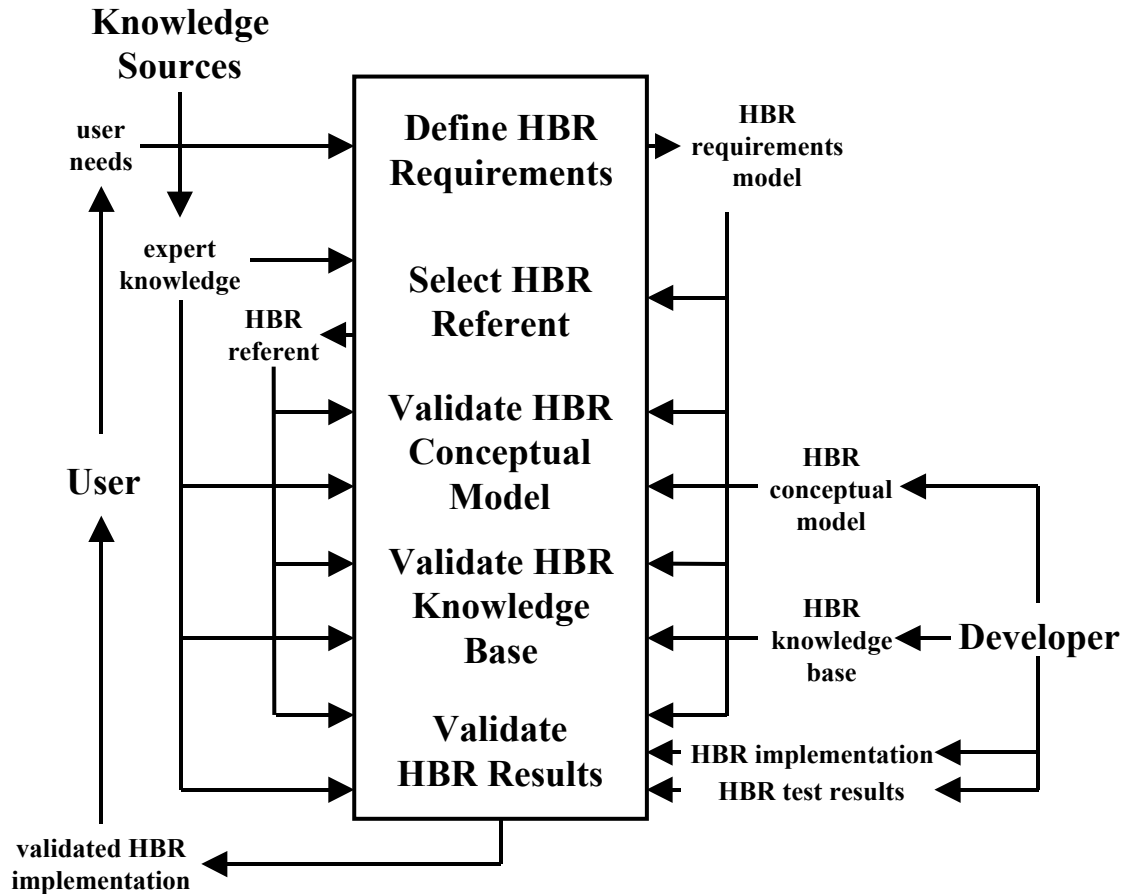 Knowledge
Sources
user
needs
Define HBR
Requirements
HBR
requirements
model
expert
knowledge
Select HBR
Referent
HBR
referent
Validate HBR
Conceptual
Model
User
HBR
conceptual
model
Validate HBR
Knowledge
Base
HBR
knowledge
base
Developer
Validate
HBR Results
HBR implementation
HBR test results
validated HBR
implementation